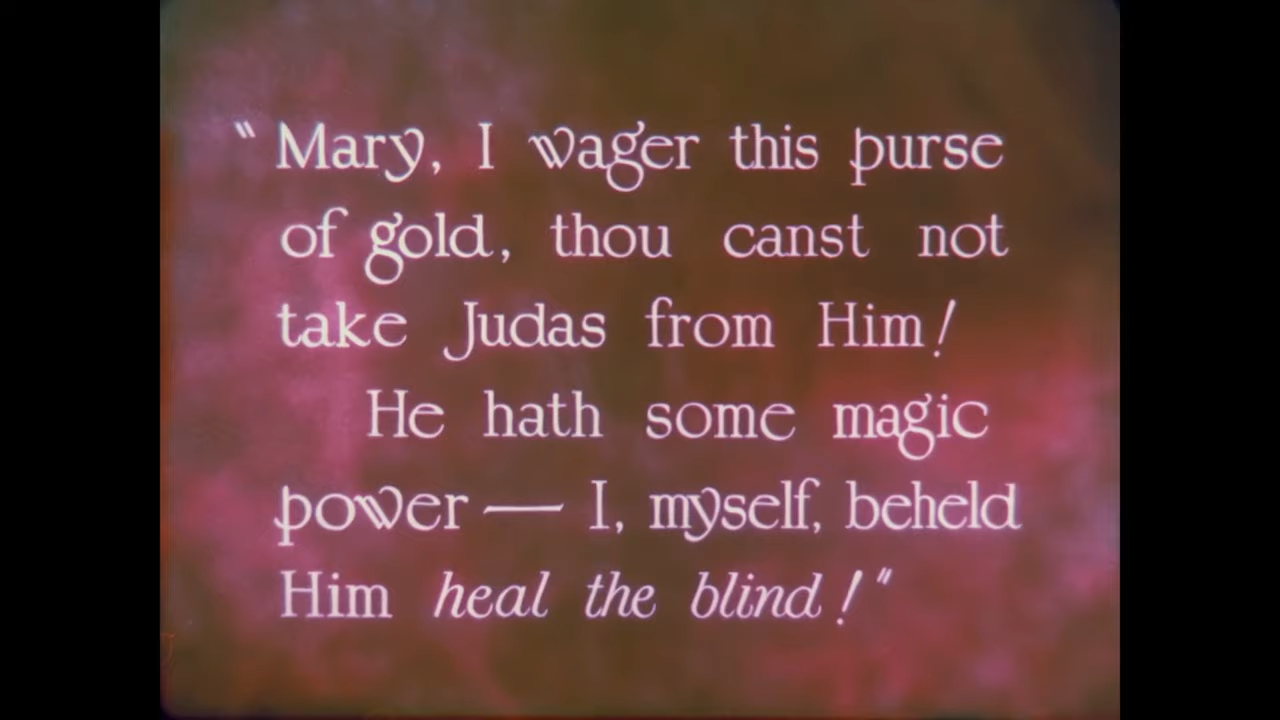 “Mary, I wager this purse
of gold, thou canst not
take Judas from Him!
He hath some magic
power — I, myself, beheld
Him heal the blind!”